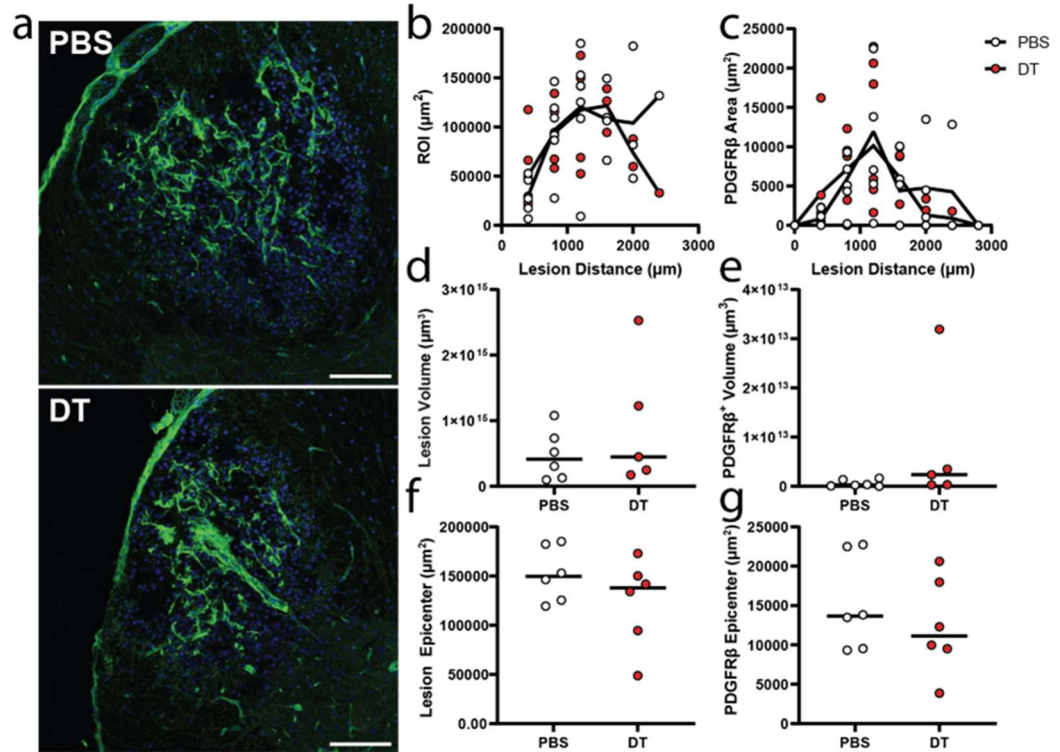 a
PBS
DT
b
ROI (µm²)
200000
150000
100000
50000
0
0
1000
2000
3000
Lesion Distance (µm)
c
PDGFRβ Area (µm²)
25000
20000
15000
10000
5000
0
0
1000
2000
3000
Lesion Distance (µm)
PBS
DT
d
Lesion Volume (µm³)
3×10¹⁵
2×10¹⁵
1×10¹⁵
0
PBS
DT
e
PDGFRβ⁺ Volume (µm³)
4×10¹³
3×10¹³
2×10¹³
1×10¹³
0
PBS
DT
f
Lesion Epicenter (µm²)
200000
150000
100000
50000
0.00
PBS
DT
g
PDGFRβ Epicenter (µm²)
25000
20000
15000
10000
5000
0
PBS
DT